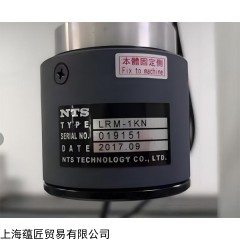 本體固定側
Fix to machine
NTS
TYPE LRM-1KN
SERIAL NO. 019151
DATE 2017.09
NTS TECHNOLOGY CO., LTD.
上海蕴匠贸易有限公司